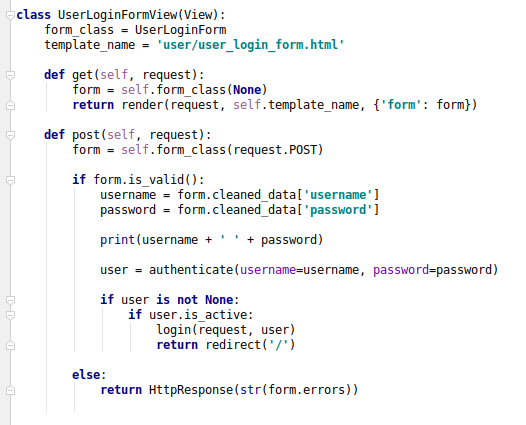 class UserLoginFormView(View):
    form_class = UserLoginForm
    template_name = 'user/user_login_form.html'

    def get(self, request):
        form = self.form_class(None)
        return render(request, self.template_name, {'form': form})

    def post(self, request):
        form = self.form_class(request.POST)

        if form.is_valid():
            username = form.cleaned_data['username']
            password = form.cleaned_data['password']

            print(username + ' ' + password)

            user = authenticate(username=username, password=password)

            if user is not None:
                if user.is_active:
                    login(request, user)
                    return redirect('/')

        else:
            return HttpResponse(str(form.errors))